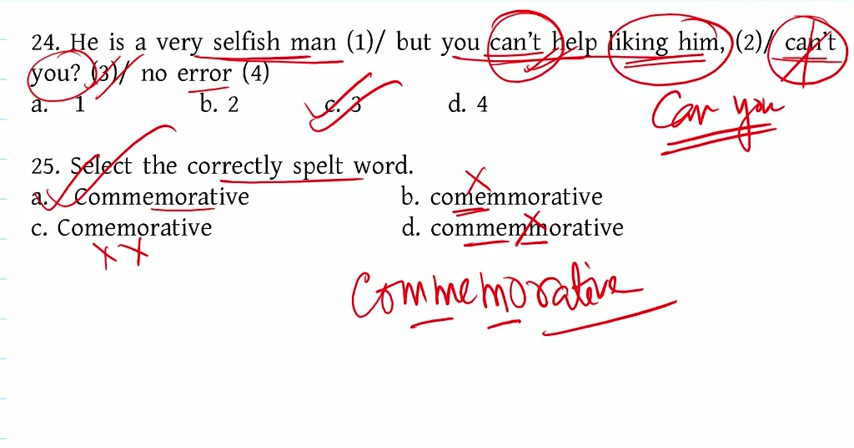 24. He is a very selfish man (1)/ but you can't help liking him, (2)/ can't
you? (3)/ no error (4)
a. 1 b. 2 c. 3 d. 4
Can you
25. Select the correctly spelt word.
a. Commemorative b. comemmorative
c. Comemorative d. commemmorative
Commemorative